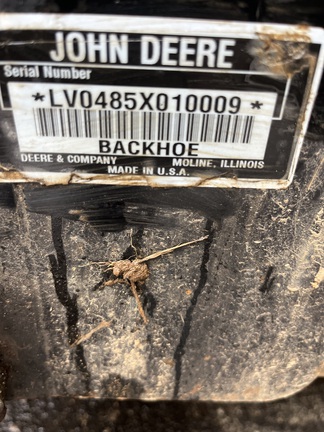 JOHN DEERE
Serial Number
*LV0485X010009*
BACKHOE
DEERE & COMPANY MOLINE, ILLINOIS
MADE IN U.S.A.